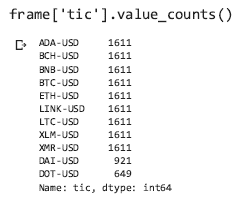 frame['tic'].value_counts()
ADA-USD 1611
BCH-USD 1611
BNB-USD 1611
BTC-USD 1611
ETH-USD 1611
LINK-USD 1611
LTC-USD 1611
XLM-USD 1611
XMR-USD 1611
DAI-USD 921
DOT-USD 649
Name: tic, dtype: int64